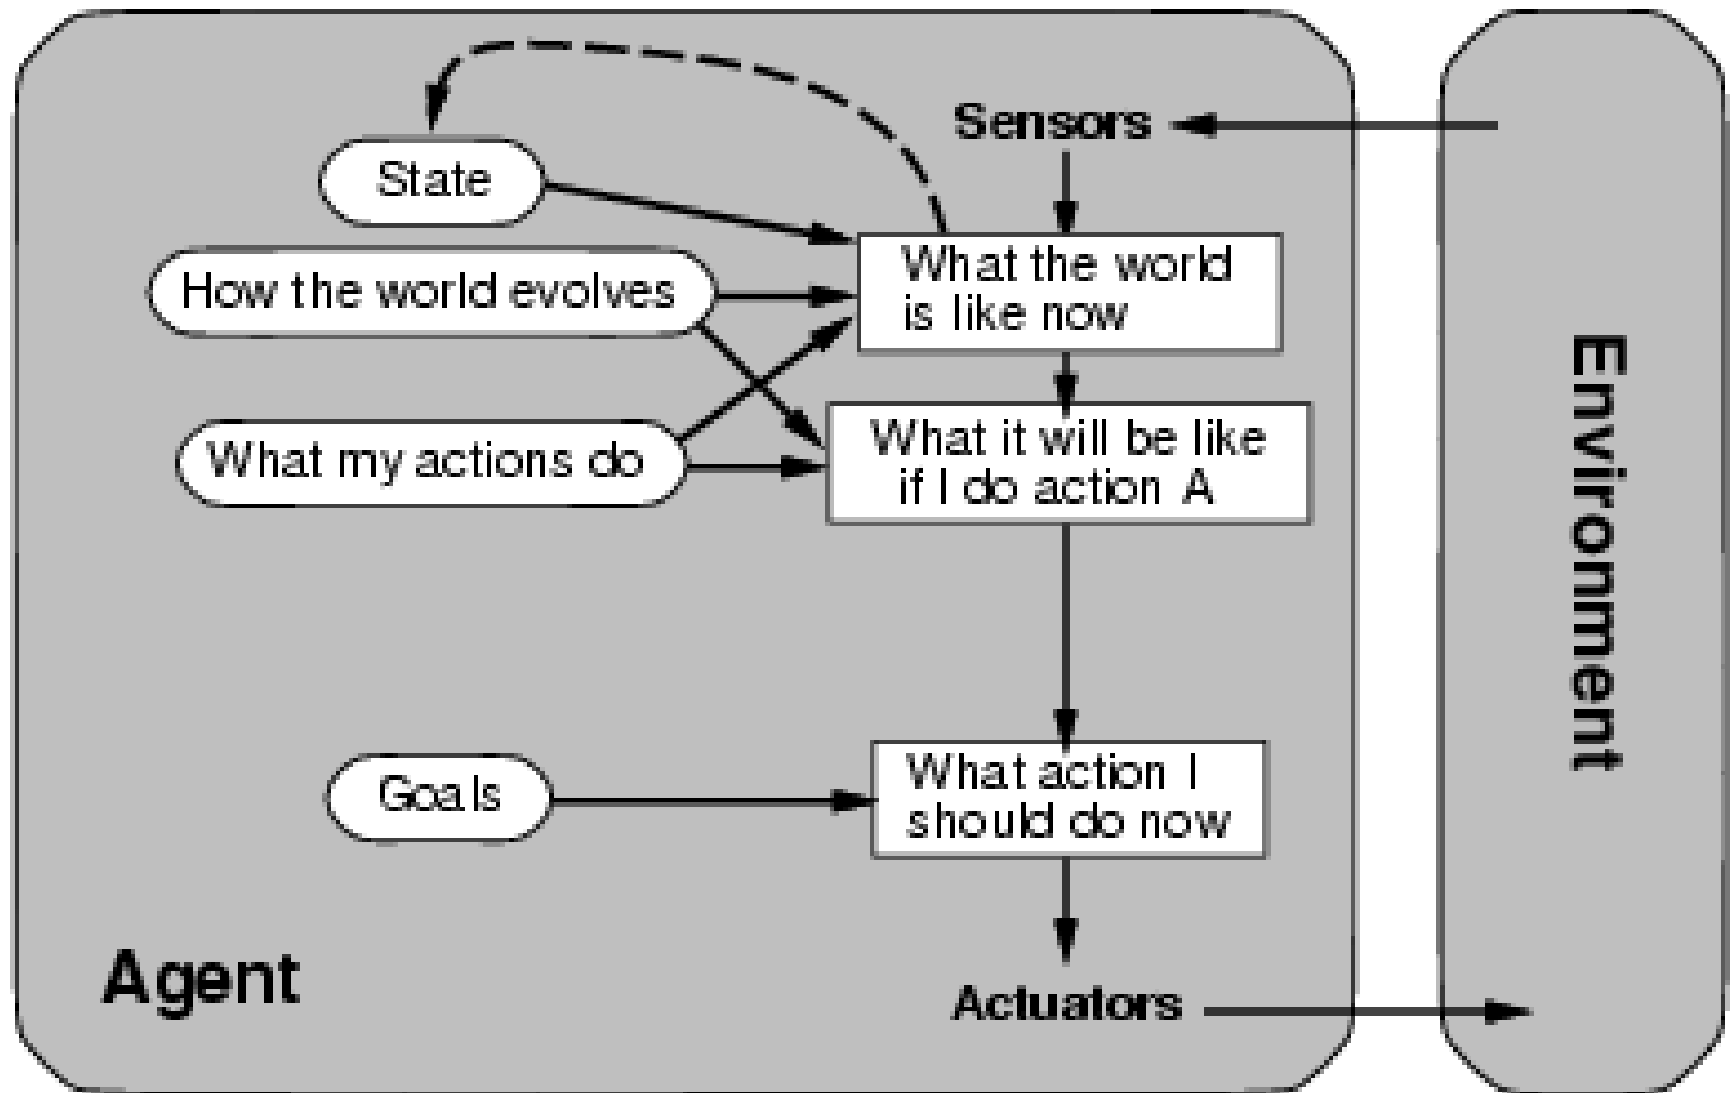 Sensors
State
What the world
is like now
How the world evolves
What it will be like
if I do action A
What my actions do
Environment
What action I
should do now
Goals
Agent
Actuators